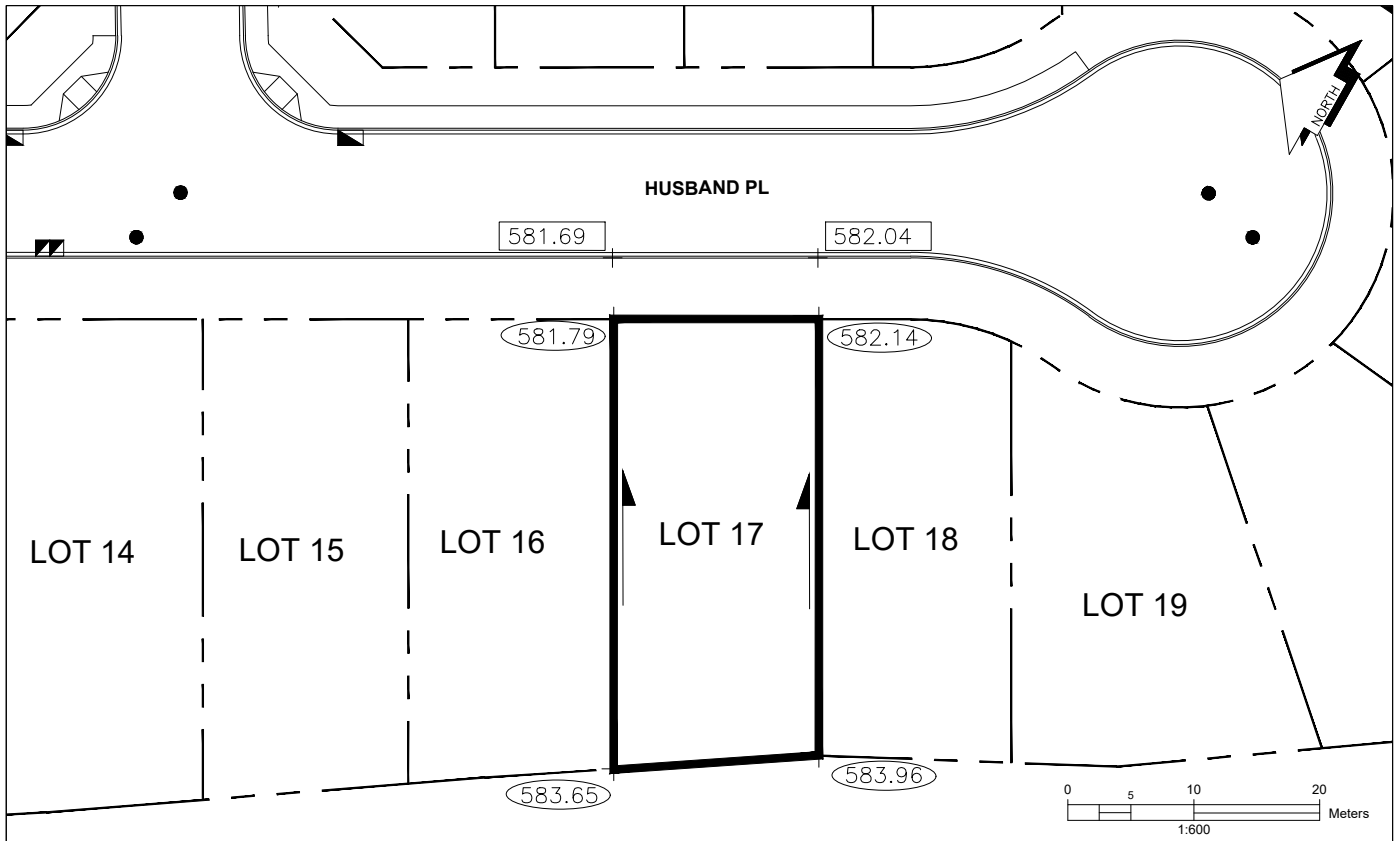 NORTH
HUSBAND PL
581.69
582.04
581.79
582.14
LOT 14
LOT 15
LOT 16
LOT 17
LOT 18
LOT 19
583.65
583.96
0 5 10 20
Meters
1:600